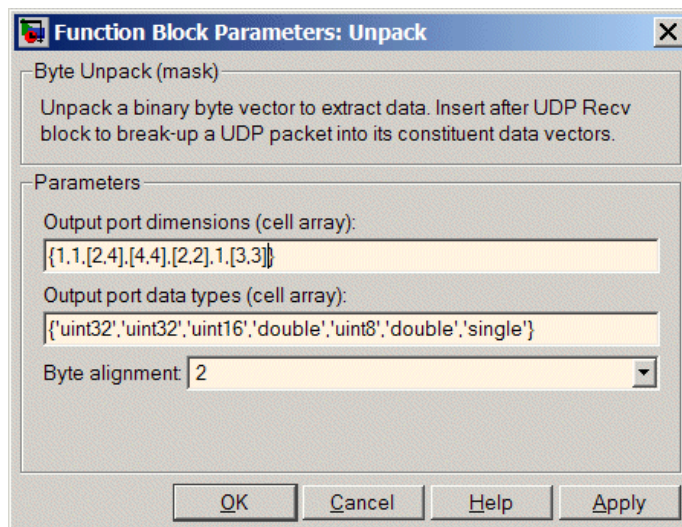 Function Block Parameters: Unpack
Byte Unpack (mask)
Unpack a binary byte vector to extract data. Insert after UDP Recv
block to break-up a UDP packet into its constituent data vectors.
Parameters
Output port dimensions (cell array):
{1,1,[2,4],[4,4],[2,2],1,[3,3]}
Output port data types (cell array):
{'uint32','uint32','uint16','double','uint8','double','single'}
Byte alignment: 2
OK Cancel Help Apply